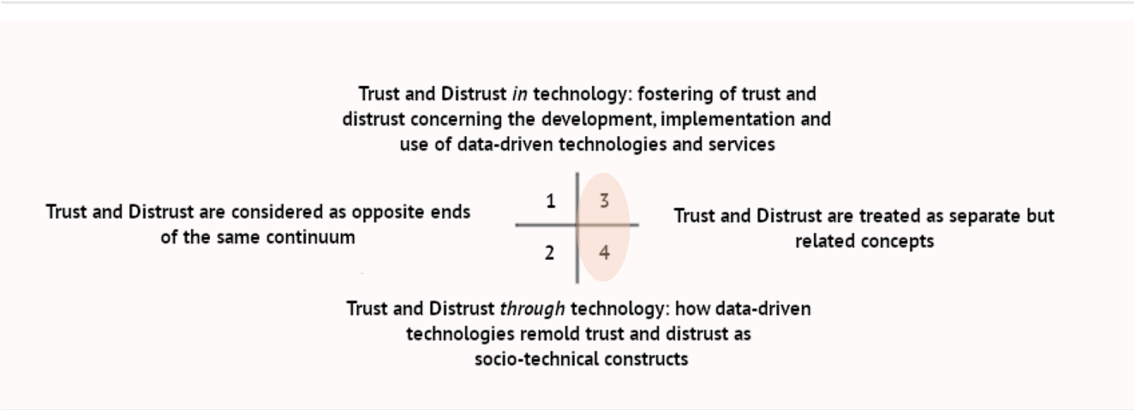 Trust and Distrust in technology: fostering of trust and
distrust concerning the development, implementation and
use of data-driven technologies and services
1 3
Trust and Distrust are considered as opposite ends
of the same continuum
Trust and Distrust are treated as separate but
related concepts
2 4
Trust and Distrust through technology: how data-driven
technologies remold trust and distrust as
socio-technical constructs